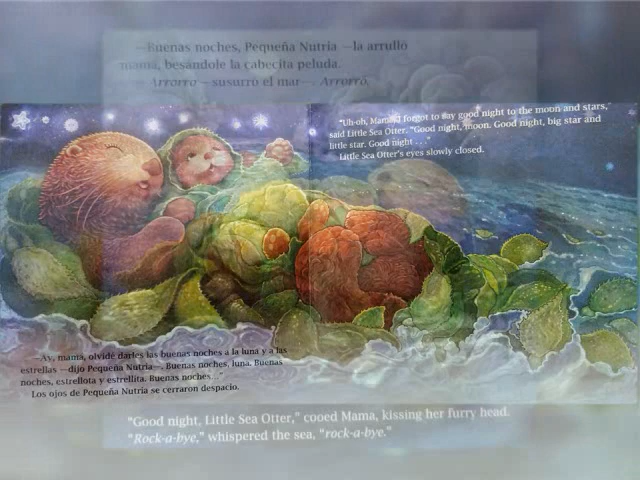 —Buenas noches, Pequeña Nutria —la arrulló
mamá, besándole la cabecita peluda.
—Arrorró —susurró el mar—. Arrorró.
"Uh-oh, Mama, I forgot to say good night to the moon and stars,"
said Little Sea Otter. "Good night, moon. Good night, big star and
little star. Good night . . ."
Little Sea Otter's eyes slowly closed.
—Ay, mamá, olvidé darles las buenas noches a la luna y a las
estrellas —dijo Pequeña Nutria—. Buenas noches, luna. Buenas
noches, estrellota y estrellita. Buenas noches...
Los ojos de Pequeña Nutria se cerraron despacio.
"Good night, Little Sea Otter," cooed Mama, kissing her furry head.
"Rock-a-bye," whispered the sea, "rock-a-bye."